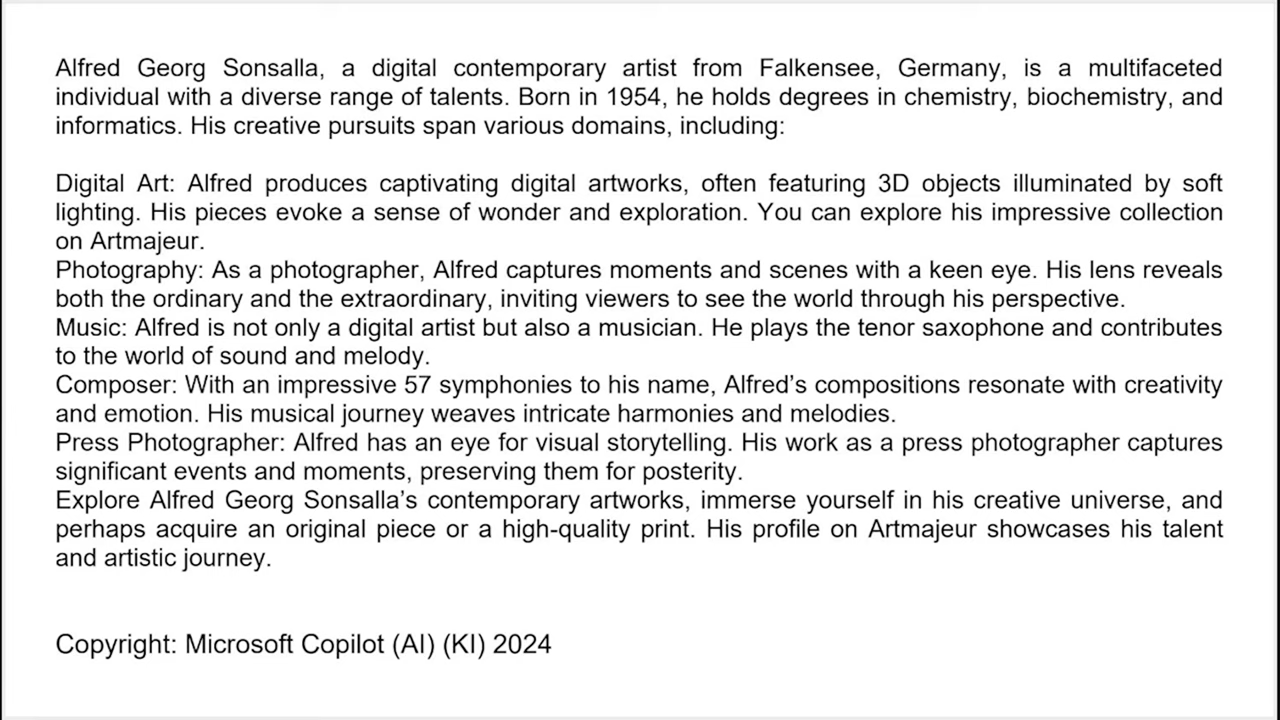 Alfred Georg Sonsalla, a digital contemporary artist from Falkensee, Germany, is a multifaceted
individual with a diverse range of talents. Born in 1954, he holds degrees in chemistry, biochemistry, and
informatics. His creative pursuits span various domains, including:
Digital Art: Alfred produces captivating digital artworks, often featuring 3D objects illuminated by soft
lighting. His pieces evoke a sense of wonder and exploration. You can explore his impressive collection
on Artmajeur.
Photography: As a photographer, Alfred captures moments and scenes with a keen eye. His lens reveals
both the ordinary and the extraordinary, inviting viewers to see the world through his perspective.
Music: Alfred is not only a digital artist but also a musician. He plays the tenor saxophone and contributes
to the world of sound and melody.
Composer: With an impressive 57 symphonies to his name, Alfred’s compositions resonate with creativity
and emotion. His musical journey weaves intricate harmonies and melodies.
Press Photographer: Alfred has an eye for visual storytelling. His work as a press photographer captures
significant events and moments, preserving them for posterity.
Explore Alfred Georg Sonsalla’s contemporary artworks, immerse yourself in his creative universe, and
perhaps acquire an original piece or a high-quality print. His profile on Artmajeur showcases his talent
and artistic journey.
Copyright: Microsoft Copilot (AI) (KI) 2024